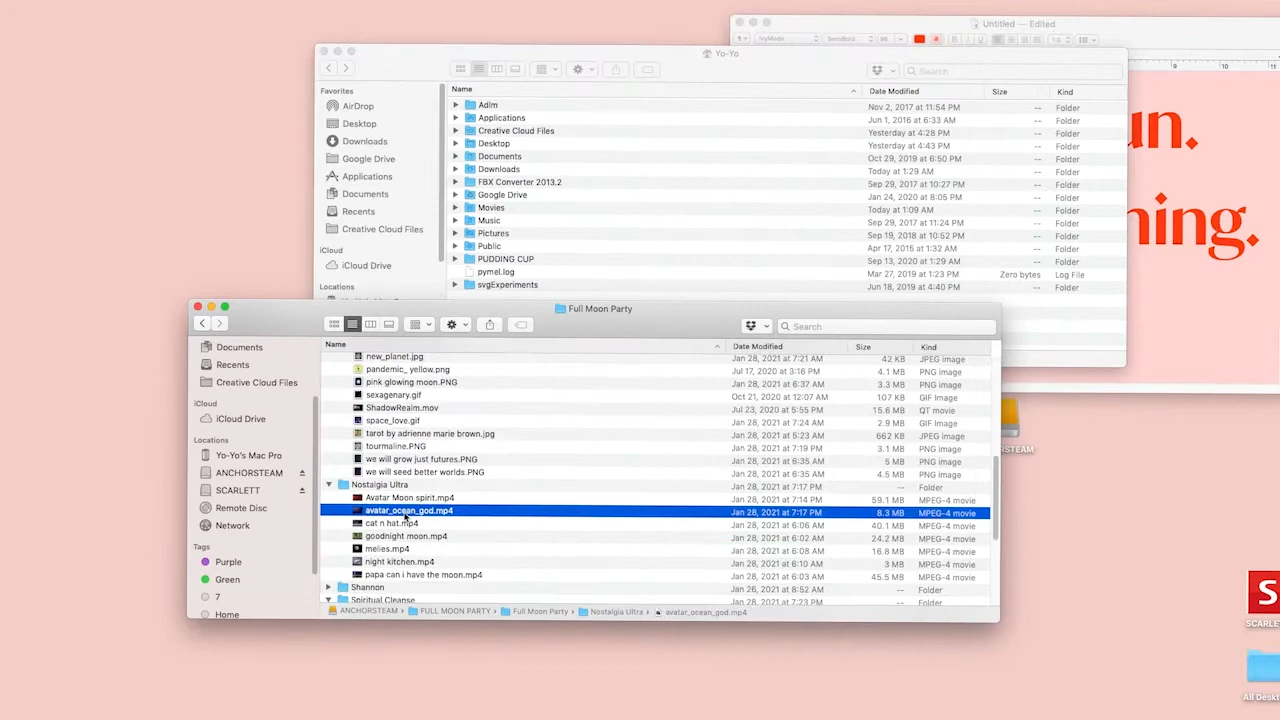 Untitled — Edited
Yo-Yo
Search
9 10 11
Favorites
AirDrop
Desktop
Downloads
Google Drive
Applications
Documents
Recents
Creative Cloud Files
iCloud
iCloud Drive
Locations
Name Date Modified Size Kind
Adlm Nov 2, 2017 at 11:54 PM -- Folder
Applications Jun 1, 2016 at 6:33 AM -- Folder
Creative Cloud Files Yesterday at 4:28 PM -- Folder
Desktop Yesterday at 4:43 PM -- Folder
Documents Oct 29, 2019 at 6:50 PM -- Folder
Downloads Today at 1:29 AM -- Folder
FBX Converter 2013.2 Sep 29, 2017 at 10:27 PM -- Folder
Google Drive Jan 24, 2020 at 8:05 PM -- Folder
Movies Today at 1:09 AM -- Folder
Music Sep 29, 2017 at 11:24 PM -- Folder
Pictures Sep 19, 2018 at 10:52 PM -- Folder
Public Apr 17, 2015 at 1:32 AM -- Folder
PUDDING CUP Sep 13, 2020 at 1:29 AM -- Folder
pymel.log Mar 27, 2019 at 1:23 PM Zero bytes Log File
svgExperiments Jun 18, 2019 at 4:40 PM -- Folder
un.
ning.
Full Moon Party
Search
Documents
Recents
Creative Cloud Files
iCloud
iCloud Drive
Locations
Yo-Yo's Mac Pro
ANCHORSTEAM
SCARLETT
Remote Disc
Network
Tags
Purple
Green
7
Home
Name Date Modified Size Kind
new_planet.jpg Jan 28, 2021 at 7:21 AM 42 KB JPEG image
pandemic_ yellow.png Jul 17, 2020 at 3:16 PM 4.1 MB PNG image
pink glowing moon.PNG Jan 28, 2021 at 6:37 AM 3.3 MB PNG image
sexagenary.gif Oct 21, 2020 at 12:07 AM 107 KB GIF Image
ShadowRealm.mov Jul 23, 2020 at 5:55 PM 15.6 MB QT movie
space_love.gif Jan 28, 2021 at 7:24 AM 2.9 MB GIF Image
tarot by adrienne marie brown.jpg Jan 28, 2021 at 5:23 AM 662 KB JPEG image
tourmaline.PNG Jan 28, 2021 at 7:19 PM 3.1 MB PNG image
we will grow just futures.PNG Jan 28, 2021 at 6:35 AM 5 MB PNG image
we will seed better worlds.PNG Jan 28, 2021 at 6:35 AM 4.5 MB PNG image
Nostalgia Ultra Jan 28, 2021 at 7:17 PM -- Folder
Avatar Moon spirit.mp4 Jan 28, 2021 at 7:14 PM 59.1 MB MPEG-4 movie
avatar_ocean_god.mp4 Jan 28, 2021 at 7:17 PM 8.3 MB MPEG-4 movie
cat n hat.mp4 Jan 28, 2021 at 6:06 AM 40.1 MB MPEG-4 movie
goodnight moon.mp4 Jan 28, 2021 at 6:02 AM 24.2 MB MPEG-4 movie
melies.mp4 Jan 28, 2021 at 6:08 AM 16.8 MB MPEG-4 movie
night kitchen.mp4 Jan 28, 2021 at 6:10 AM 3 MB MPEG-4 movie
papa can i have the moon.mp4 Jan 28, 2021 at 6:03 AM 45.5 MB MPEG-4 movie
Shannon Jan 26, 2021 at 8:52 AM -- Folder
Spiritual Cleanse Jan 28, 2021 at 7:23 PM -- Folder
ANCHORSTEAM › FULL MOON PARTY › Full Moon Party › Nostalgia Ultra › avatar_ocean_god.mp4
S